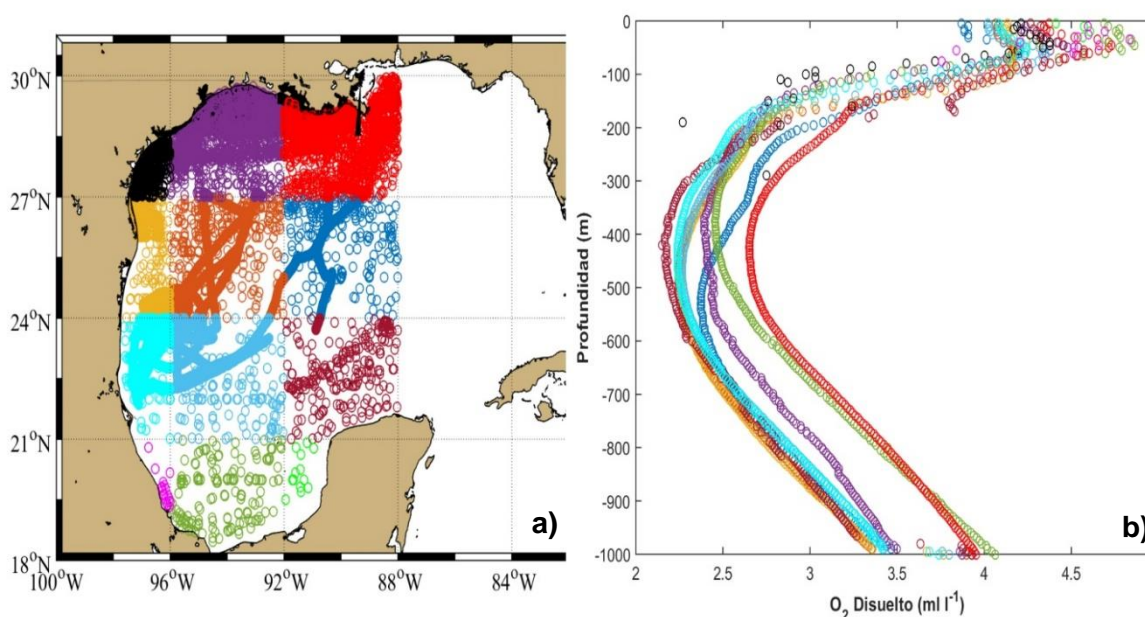 30°N
27°N
24°N
21°N
18°N
100°W
96°W
92°W
88°W
84°W
a)
0
-100
-200
-300
-400
-500
-600
-700
-800
-900
-1000
Profundidad (m)
2
2.5
3
3.5
4
4.5
O₂ Disuelto (ml l⁻¹)
b)